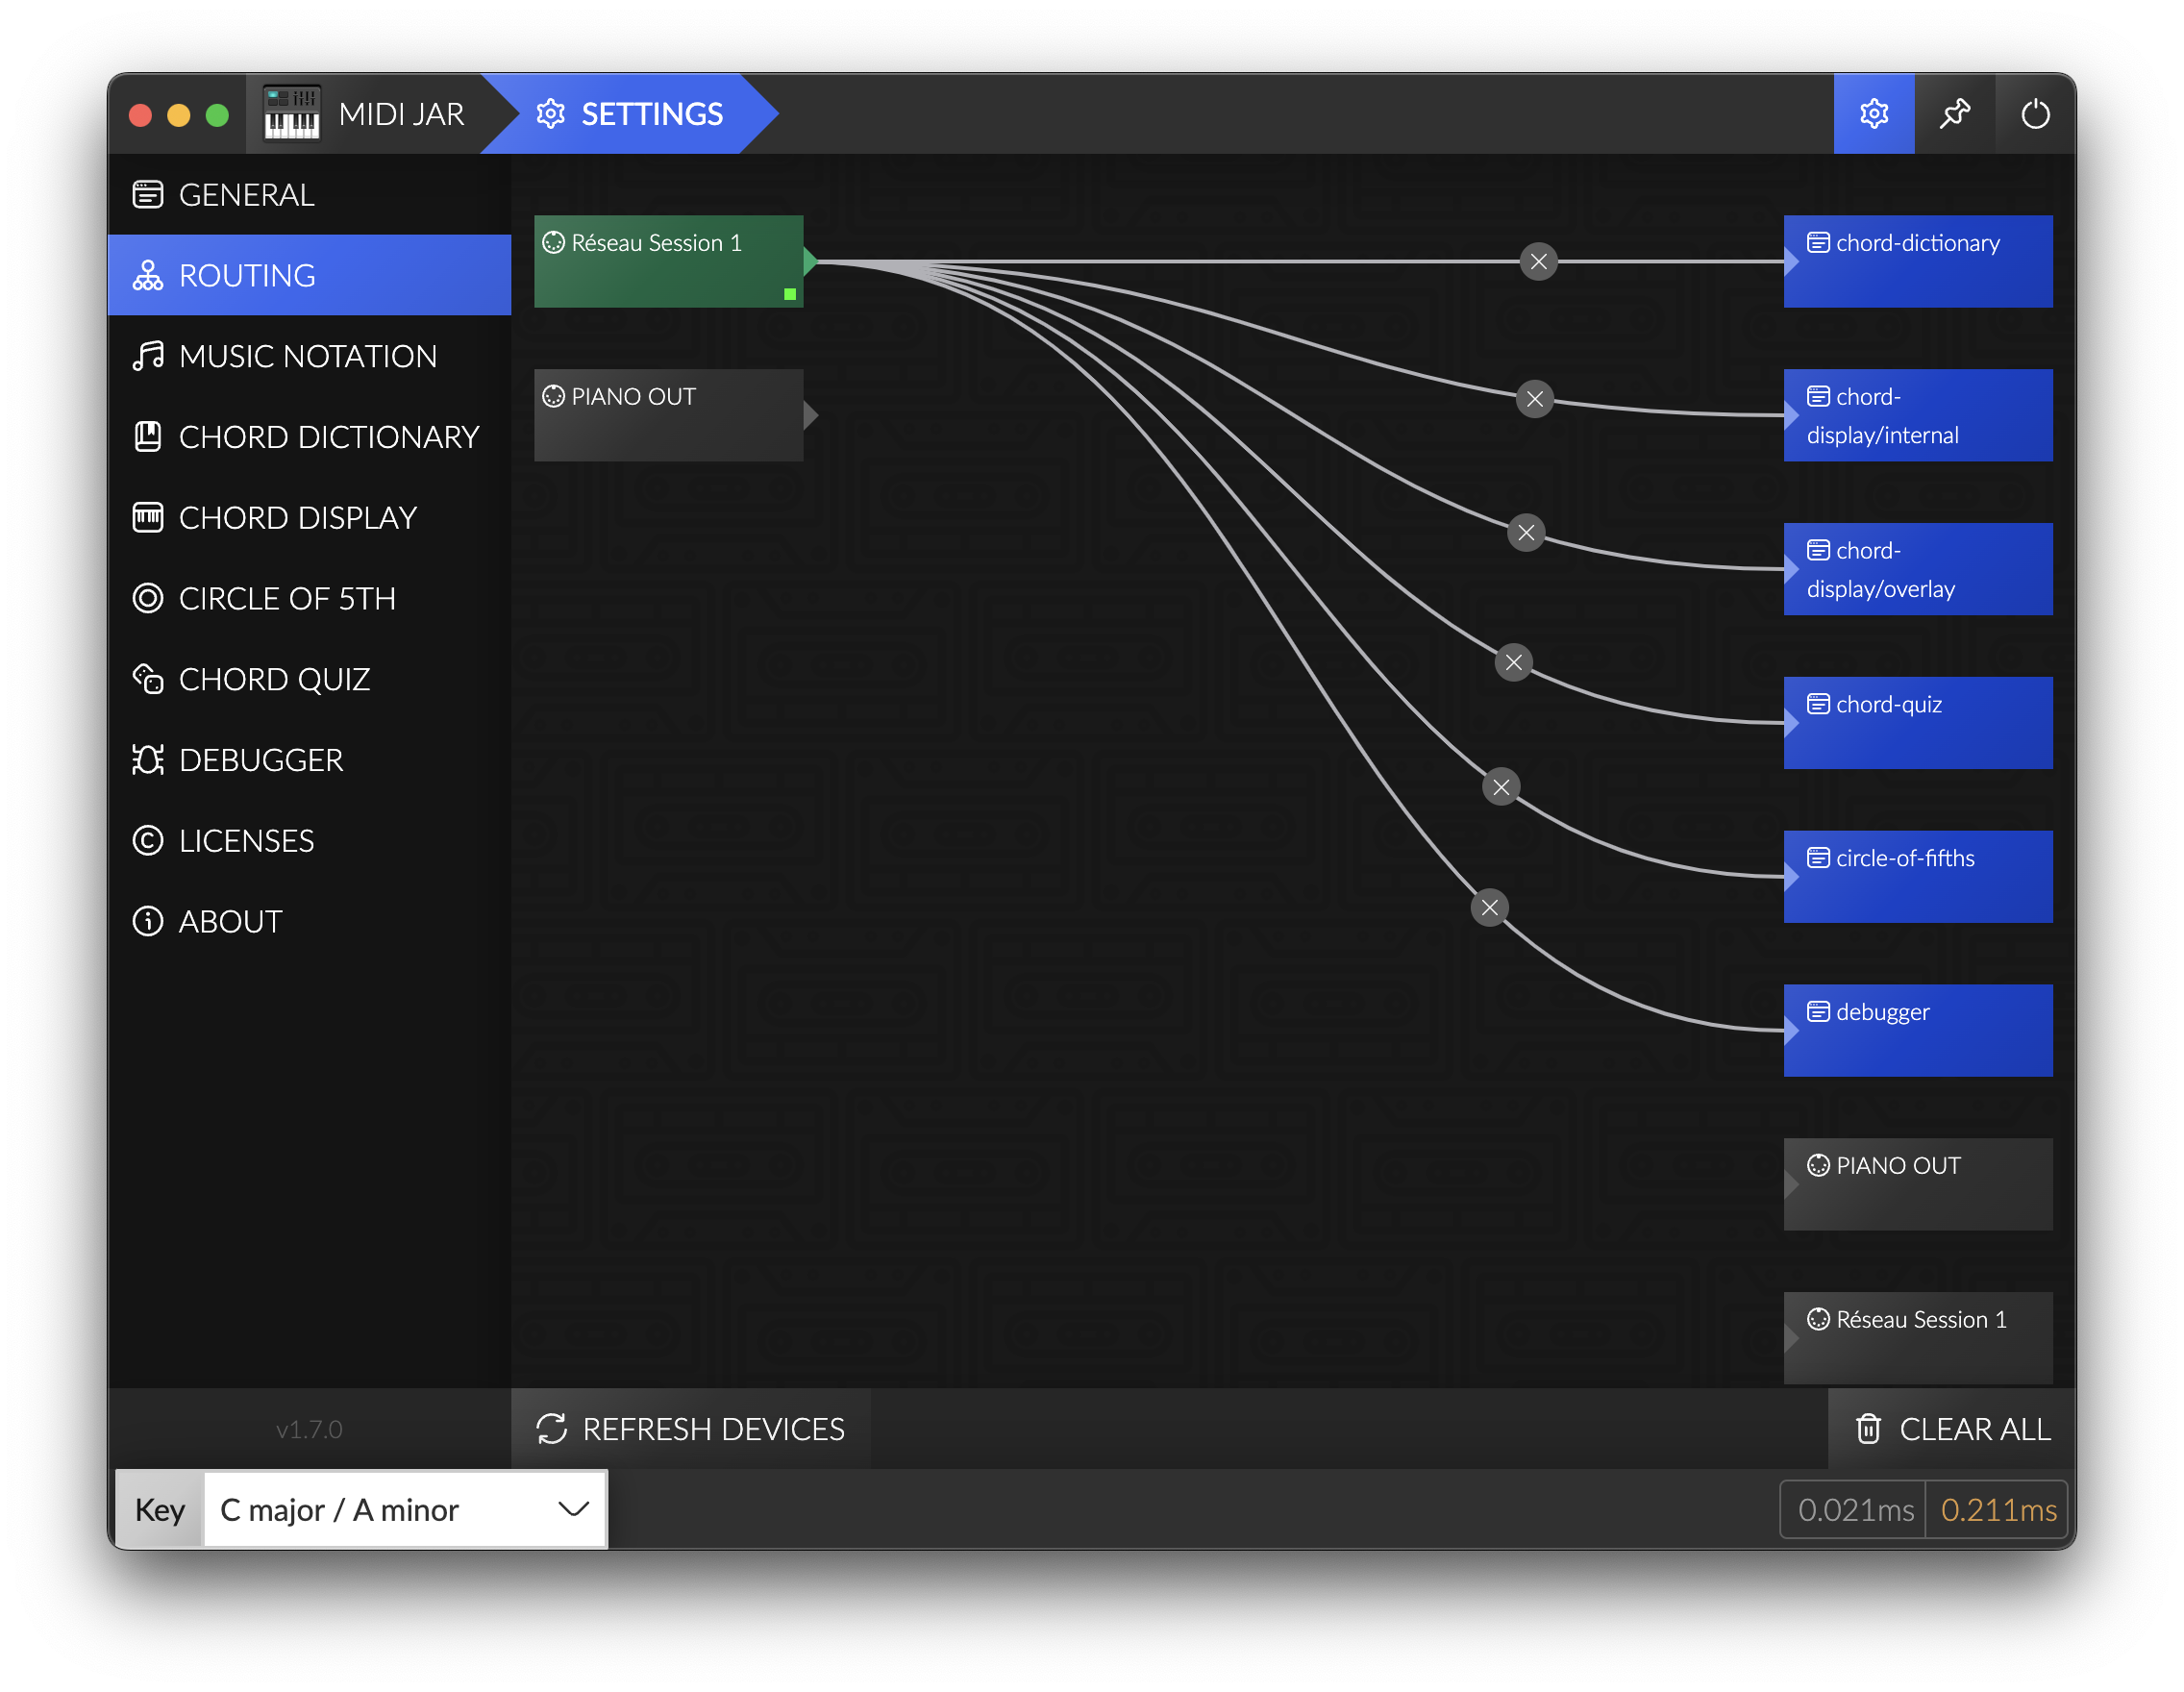 MIDI JAR
SETTINGS
GENERAL
ROUTING
MUSIC NOTATION
CHORD DICTIONARY
CHORD DISPLAY
CIRCLE OF 5TH
CHORD QUIZ
DEBUGGER
LICENSES
ABOUT
v1.7.0
Réseau Session 1
PIANO OUT
chord-dictionary
chord-
display/internal
chord-
display/overlay
chord-quiz
circle-of-fifths
debugger
PIANO OUT
Réseau Session 1
REFRESH DEVICES
CLEAR ALL
Key
C major / A minor
0.021ms
0.211ms